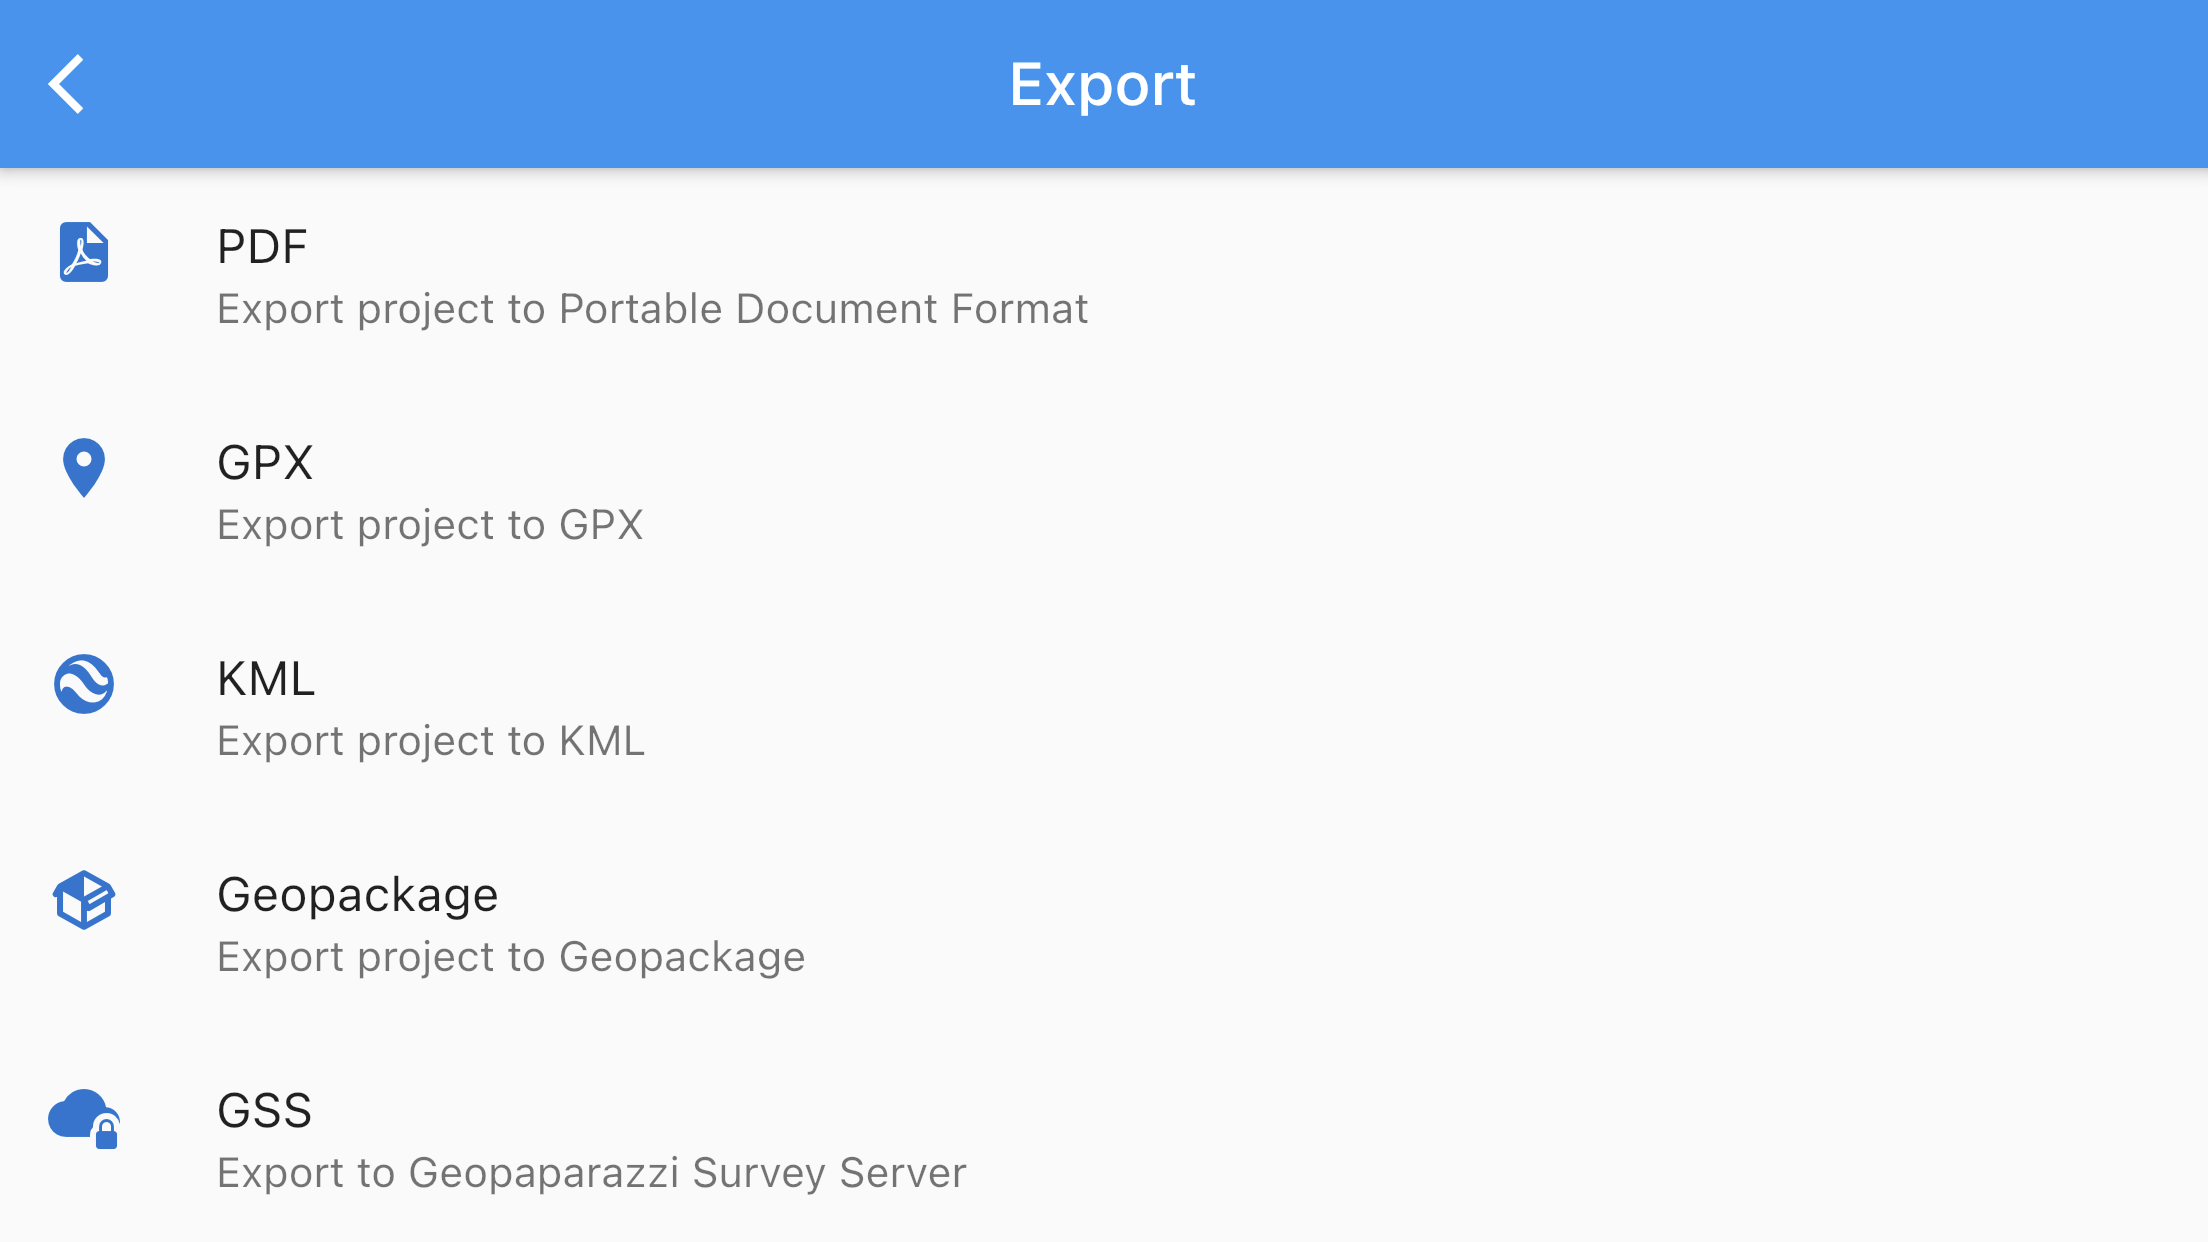 Export
PDF
Export project to Portable Document Format
GPX
Export project to GPX
KML
Export project to KML
Geopackage
Export project to Geopackage
GSS
Export to Geopaparazzi Survey Server